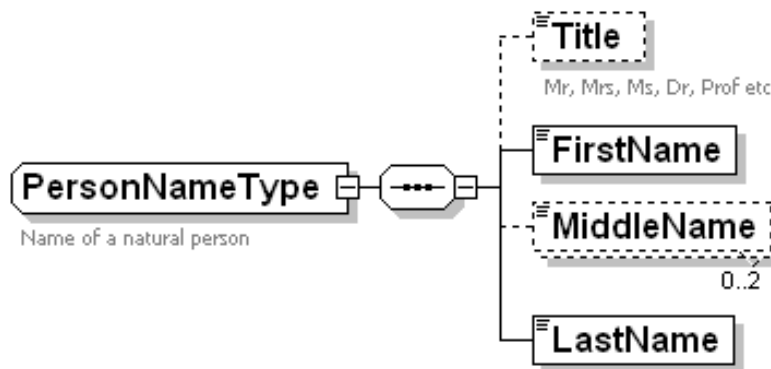 Title
Mr, Mrs, Ms, Dr, Prof etc
FirstName
PersonNameType
Name of a natural person
MiddleName
0..2
LastName